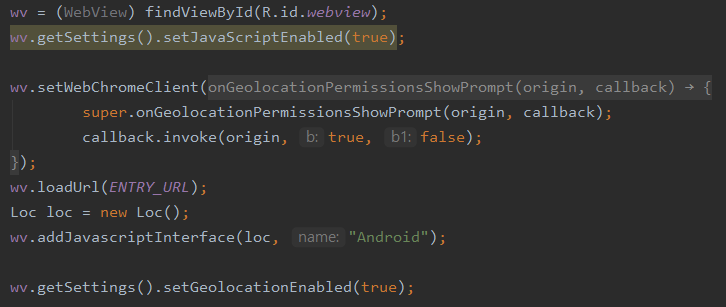 wv = (WebView) findViewById(R.id.webview);
wv.getSettings().setJavaScriptEnabled(true);
wv.setWebChromeClient(onGeolocationPermissionsShowPrompt(origin, callback) → {
super.onGeolocationPermissionsShowPrompt(origin, callback);
callback.invoke(origin, b: true, b1: false);
});
wv.loadUrl(ENTRY_URL);
Loc loc = new Loc();
wv.addJavascriptInterface(loc, name: "Android");
wv.getSettings().setGeolocationEnabled(true);